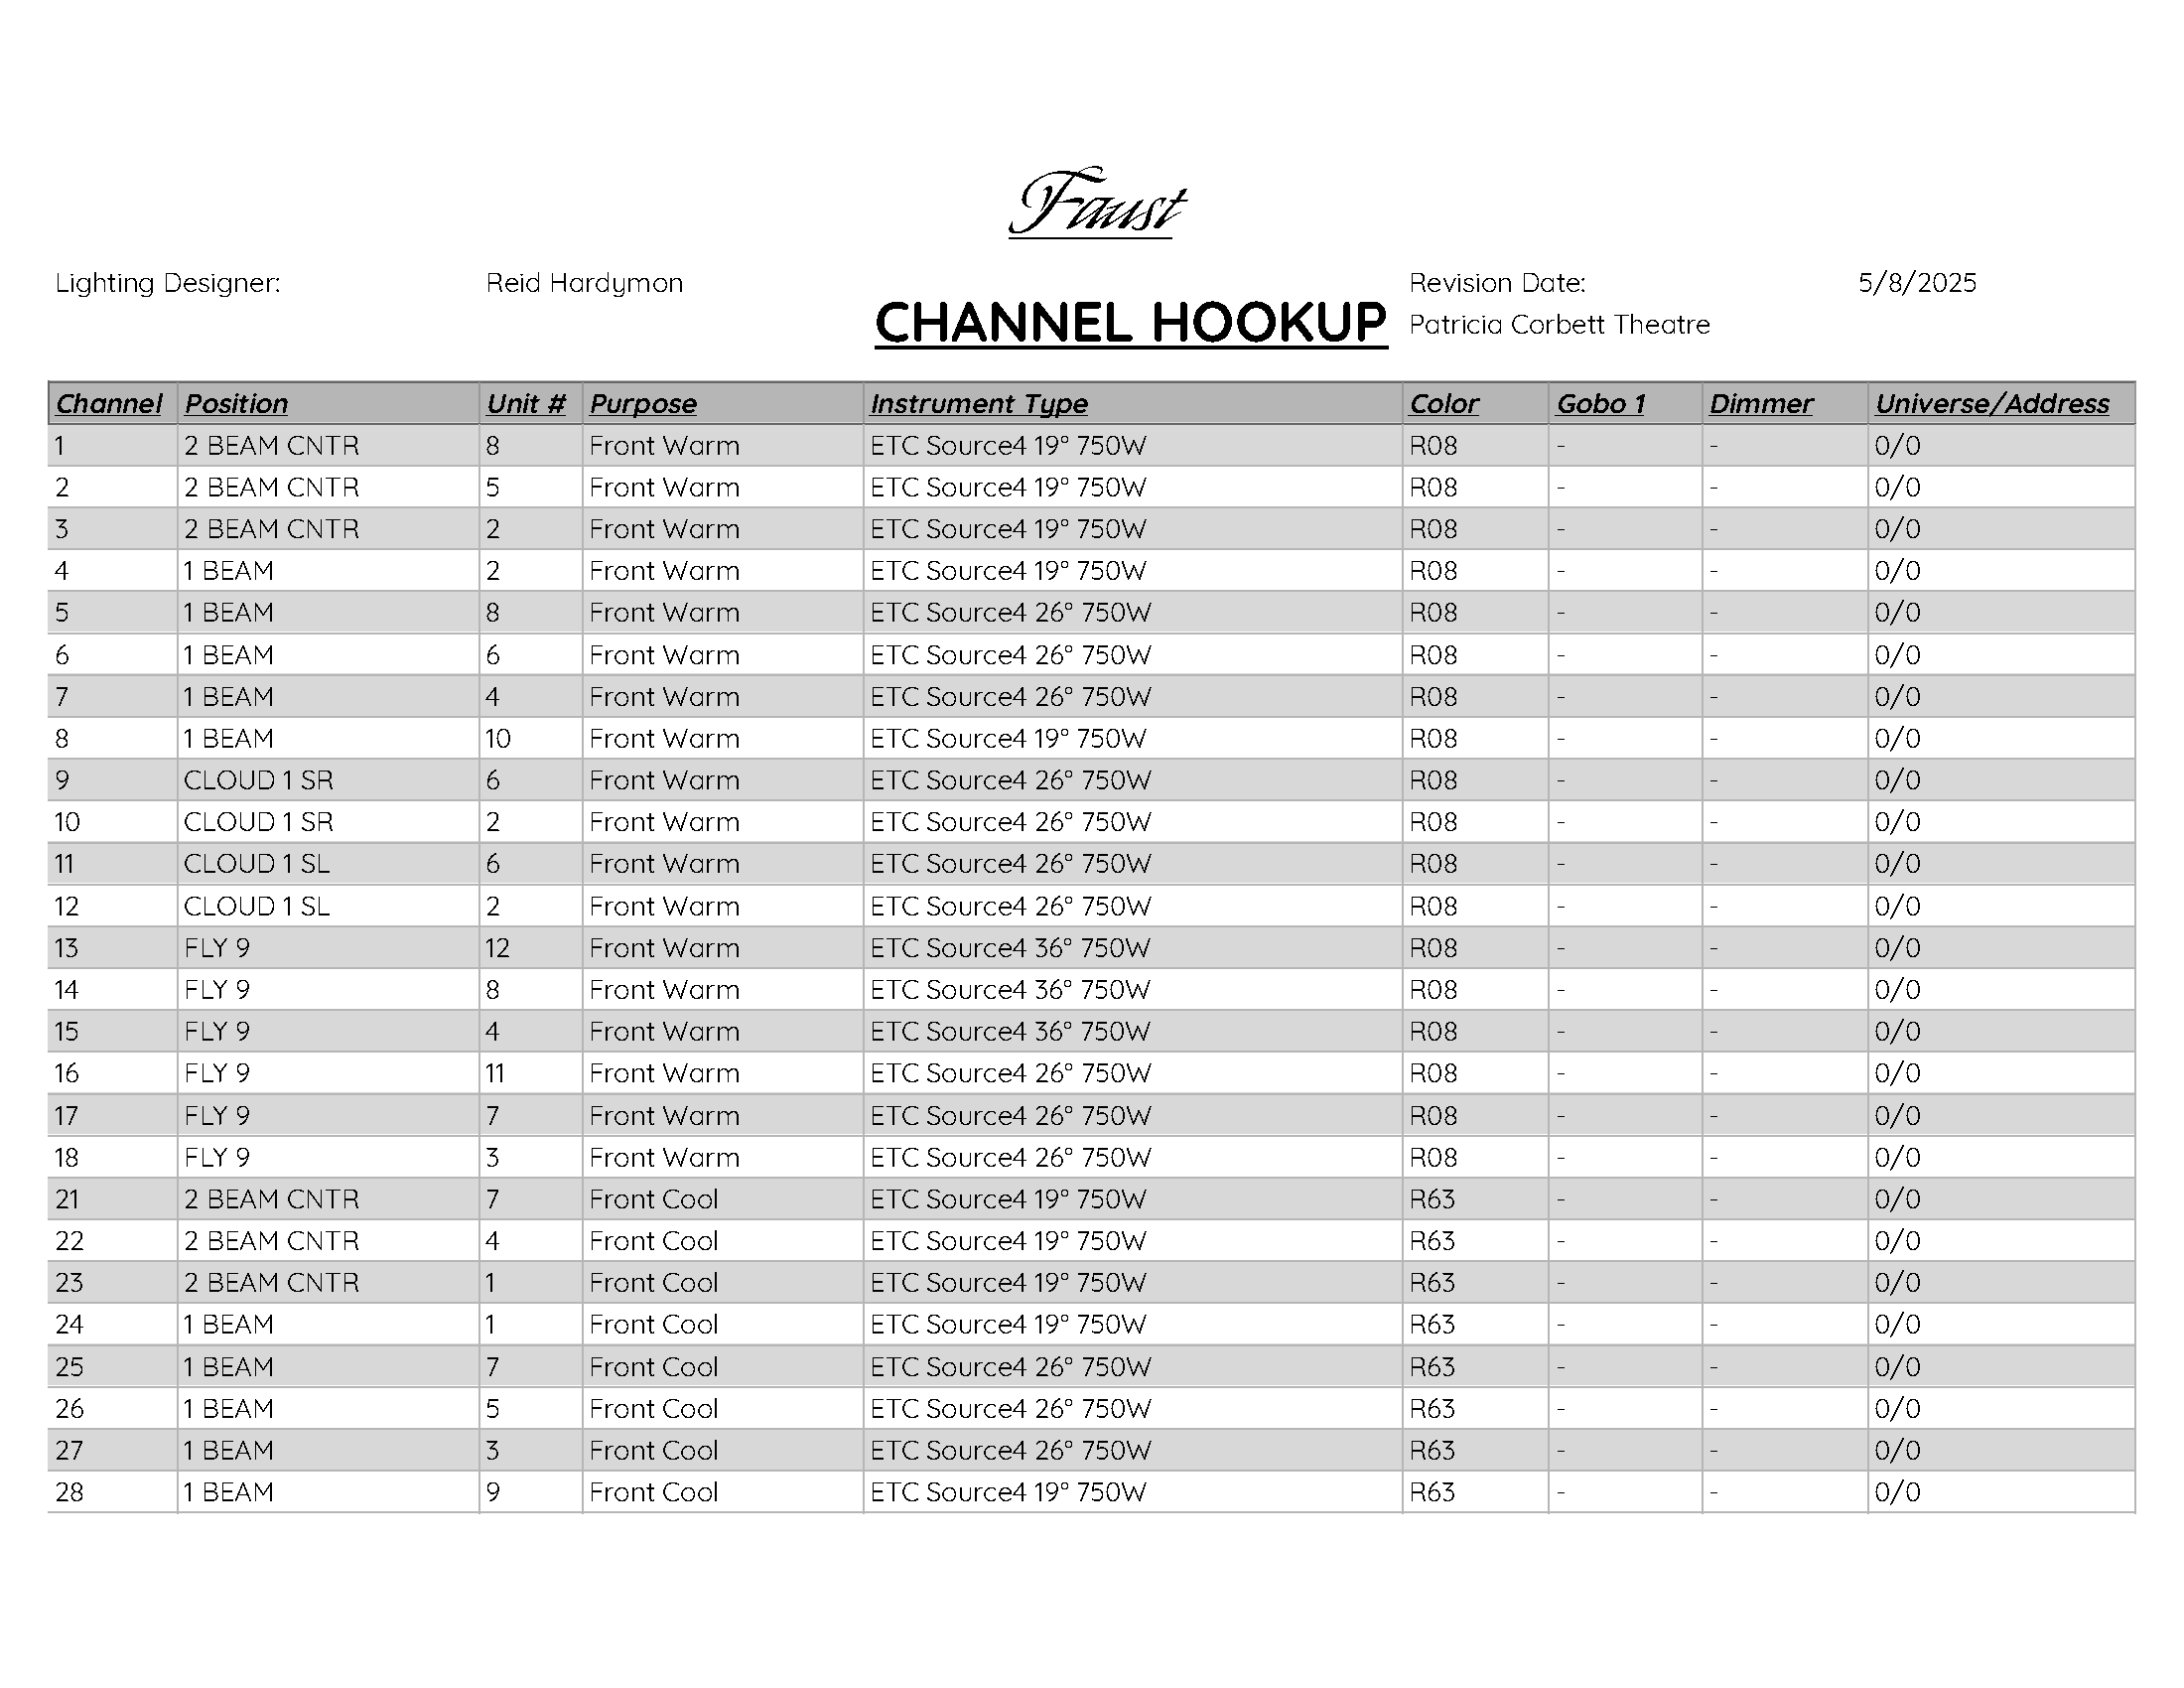 Faust
Lighting Designer: Reid Hardymon Revision Date: 5/8/2025
CHANNEL HOOKUP Patricia Corbett Theatre
Channel Position Unit # Purpose Instrument Type Color Gobo 1 Dimmer Universe/Address
1 2 BEAM CNTR 8 Front Warm ETC Source4 19° 750W R08 - - 0/0
2 2 BEAM CNTR 5 Front Warm ETC Source4 19° 750W R08 - - 0/0
3 2 BEAM CNTR 2 Front Warm ETC Source4 19° 750W R08 - - 0/0
4 1 BEAM 2 Front Warm ETC Source4 19° 750W R08 - - 0/0
5 1 BEAM 8 Front Warm ETC Source4 26° 750W R08 - - 0/0
6 1 BEAM 6 Front Warm ETC Source4 26° 750W R08 - - 0/0
7 1 BEAM 4 Front Warm ETC Source4 26° 750W R08 - - 0/0
8 1 BEAM 10 Front Warm ETC Source4 19° 750W R08 - - 0/0
9 CLOUD 1 SR 6 Front Warm ETC Source4 26° 750W R08 - - 0/0
10 CLOUD 1 SR 2 Front Warm ETC Source4 26° 750W R08 - - 0/0
11 CLOUD 1 SL 6 Front Warm ETC Source4 26° 750W R08 - - 0/0
12 CLOUD 1 SL 2 Front Warm ETC Source4 26° 750W R08 - - 0/0
13 FLY 9 12 Front Warm ETC Source4 36° 750W R08 - - 0/0
14 FLY 9 8 Front Warm ETC Source4 36° 750W R08 - - 0/0
15 FLY 9 4 Front Warm ETC Source4 36° 750W R08 - - 0/0
16 FLY 9 11 Front Warm ETC Source4 26° 750W R08 - - 0/0
17 FLY 9 7 Front Warm ETC Source4 26° 750W R08 - - 0/0
18 FLY 9 3 Front Warm ETC Source4 26° 750W R08 - - 0/0
21 2 BEAM CNTR 7 Front Cool ETC Source4 19° 750W R63 - - 0/0
22 2 BEAM CNTR 4 Front Cool ETC Source4 19° 750W R63 - - 0/0
23 2 BEAM CNTR 1 Front Cool ETC Source4 19° 750W R63 - - 0/0
24 1 BEAM 1 Front Cool ETC Source4 19° 750W R63 - - 0/0
25 1 BEAM 7 Front Cool ETC Source4 26° 750W R63 - - 0/0
26 1 BEAM 5 Front Cool ETC Source4 26° 750W R63 - - 0/0
27 1 BEAM 3 Front Cool ETC Source4 26° 750W R63 - - 0/0
28 1 BEAM 9 Front Cool ETC Source4 19° 750W R63 - - 0/0